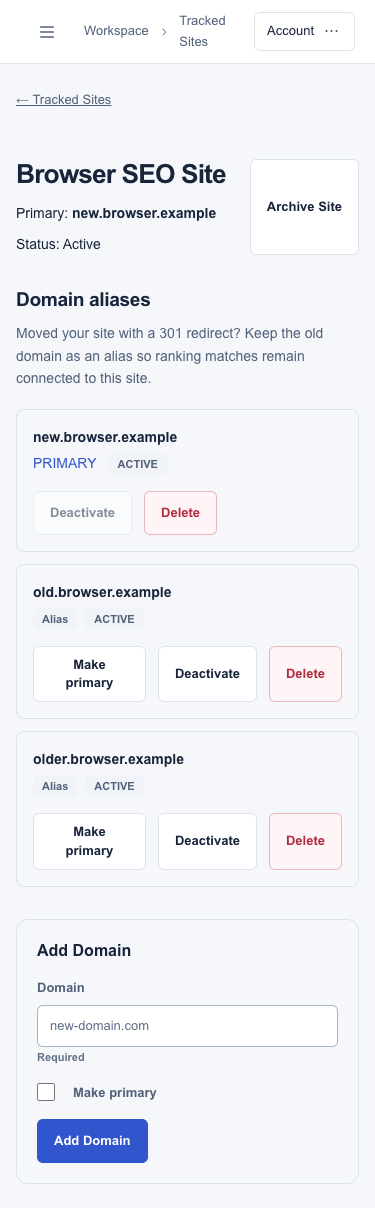 Workspace
Tracked
Sites
Account ···
← Tracked Sites
Browser SEO Site
Primary: new.browser.example
Status: Active
Archive Site
Domain aliases
Moved your site with a 301 redirect? Keep the old
domain as an alias so ranking matches remain
connected to this site.
new.browser.example
PRIMARY ACTIVE
Deactivate Delete
old.browser.example
Alias ACTIVE
Make
primary
Deactivate
Delete
older.browser.example
Alias ACTIVE
Make
primary
Deactivate
Delete
Add Domain
Domain
new-domain.com
Required
Make primary
Add Domain